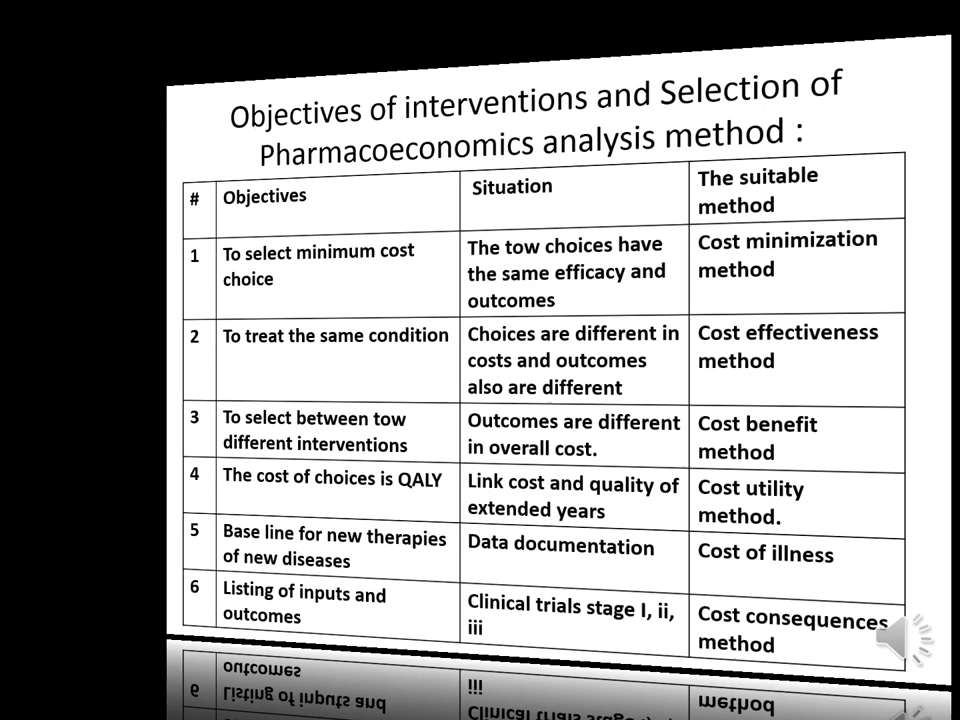 Objectives of interventions and Selection of
Pharmacoeconomics analysis method :
# Objectives Situation The suitable
method
1 To select minimum cost
choice
The tow choices have
the same efficacy and
outcomes
Cost minimization
method
2 To treat the same condition
Choices are different in
costs and outcomes
also are different
Cost effectiveness
method
3 To select between tow
different interventions
Outcomes are different
in overall cost.
Cost benefit
method
4 The cost of choices is QALY
Link cost and quality of
extended years
Cost utility
method.
5 Base line for new therapies
of new diseases
Data documentation
Cost of illness
6 Listing of inputs and
outcomes
Clinical trials stage I, ii,
iii
Cost consequences
method